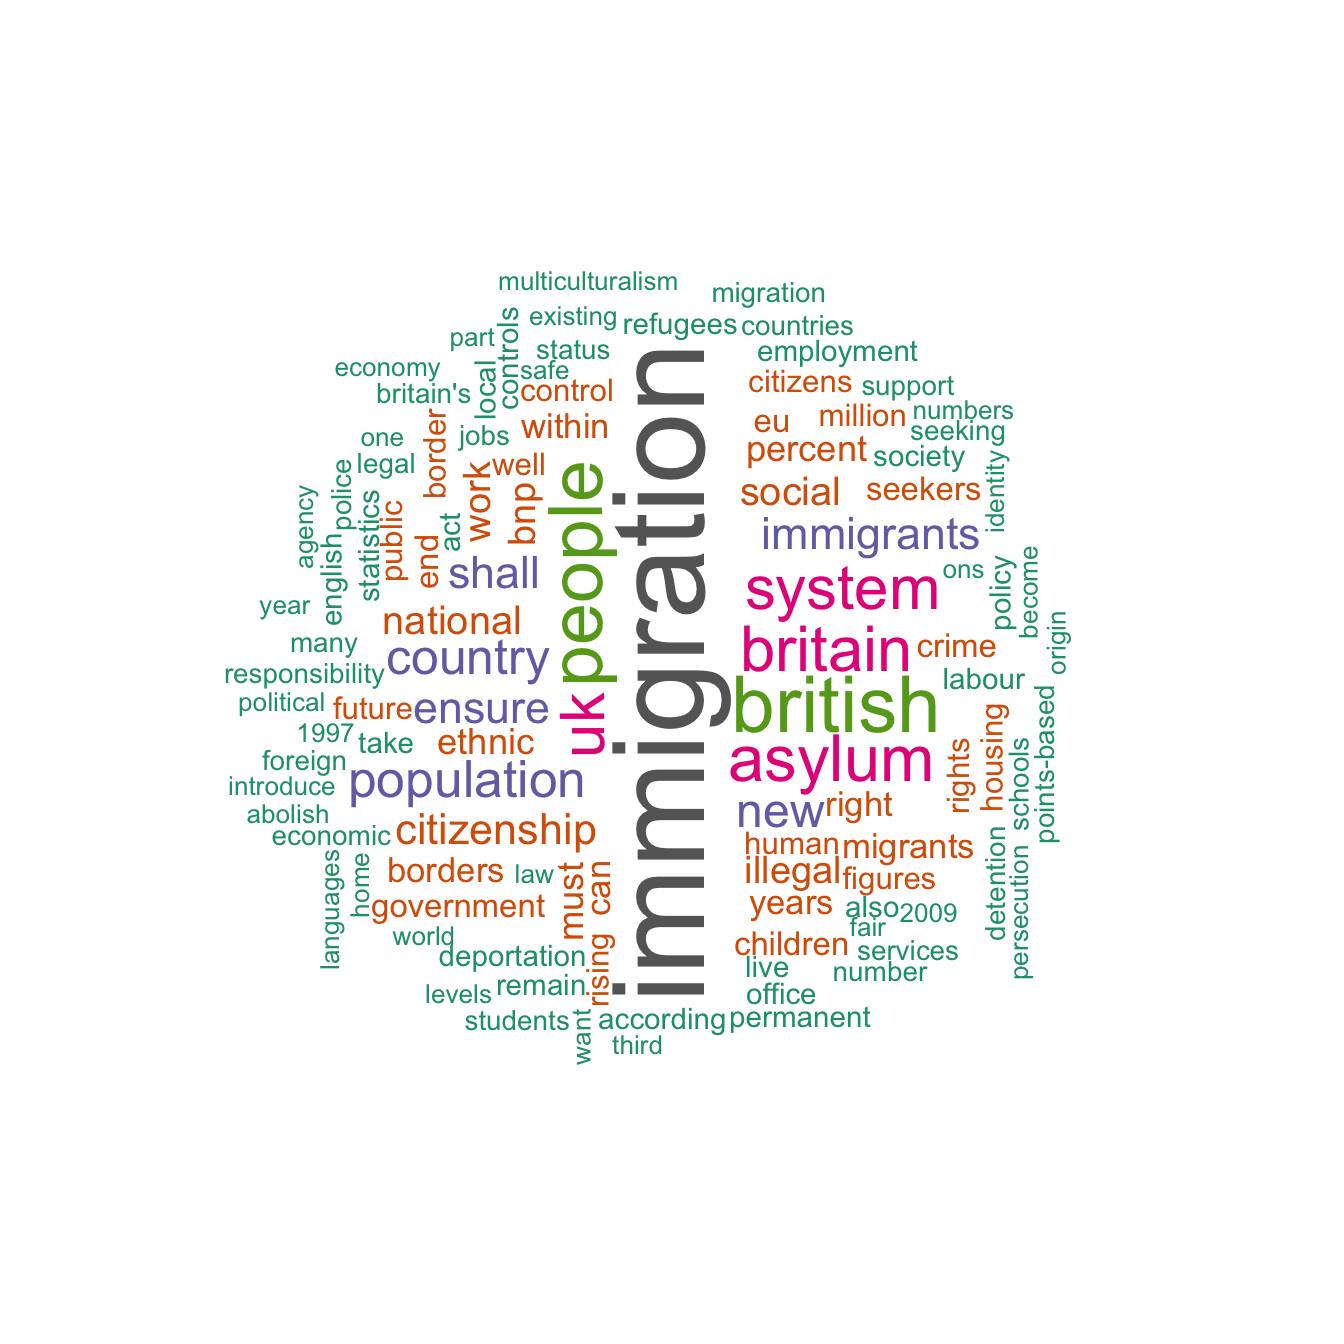 multiculturalism
migration
existing
refugees
countries
part
controls
status
employment
economy
safe
citizens
support
britain's
local
control
eu
million
numbers
one
border
jobs
within
seeking
legal
well
percent
society
police
work
people
immigration
social
seekers
identity
agency
statistics
public
bnp
immigrants
english
end
act
shall
system
ons
policy
become
year
national
britain
crime
origin
many
country
responsibility
british
labour
political
future
ensure
uk
asylum
1997
take
ethnic
rights
housing
schools
points-based
foreign
introduce
population
new
right
abolish
economic
citizenship
human
migrants
languages
home
borders
law
must
can
illegal
figures
detention
persecution
government
years
also
2009
world
fair
deportation
rising
children
services
levels
remain
live
number
office
students
want
according
permanent
third